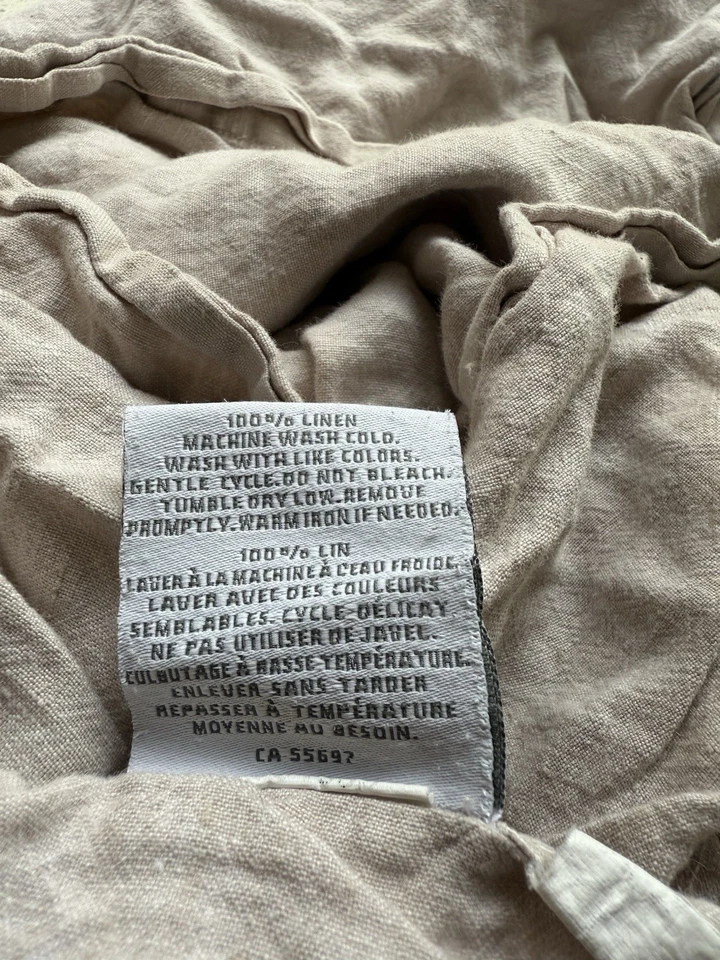 100% LINEN
MACHINE WASH COLD.
WASH WITH LIKE COLORS.
GENTLE CYCLE.DO NOT BLEACH.
TUMBLE DRY LOW.REMOVE
PROMPTLY.WARM IRON IF NEEDED.
100% LIN
LAVER À LA MACHINE À L'EAU FROIDE.
LAVER AVEC DES COULEURS
SEMBLABLES. CYCLE DÉLICAT
NE PAS UTILISER DE JAVEL.
CULBUTAGE À BASSE TEMPÉRATURE.
ENLEVER SANS TARDER
REPASSER À TEMPÉRATURE
MOYENNE AU BESOIN.
CA 55697